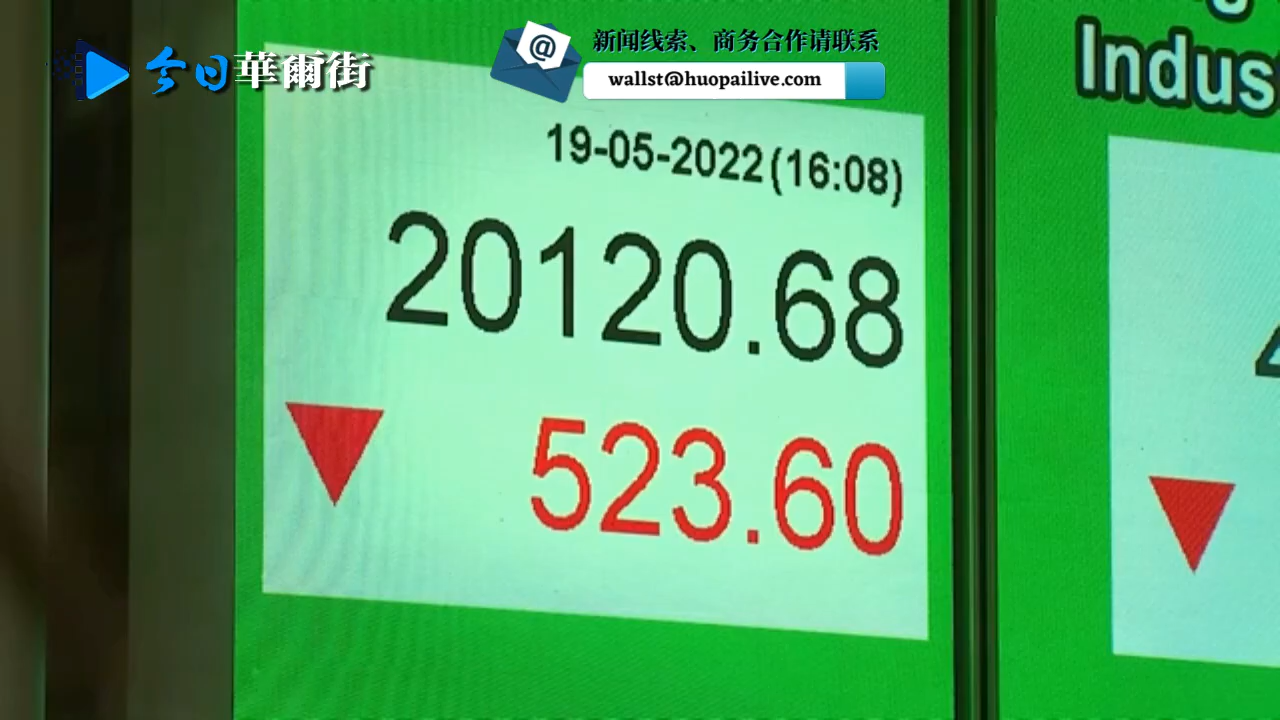 今日華爾街
新闻线索、商务合作请联系
wallst@huopailive.com
19-05-2022(16:08)
20120.68
523.60